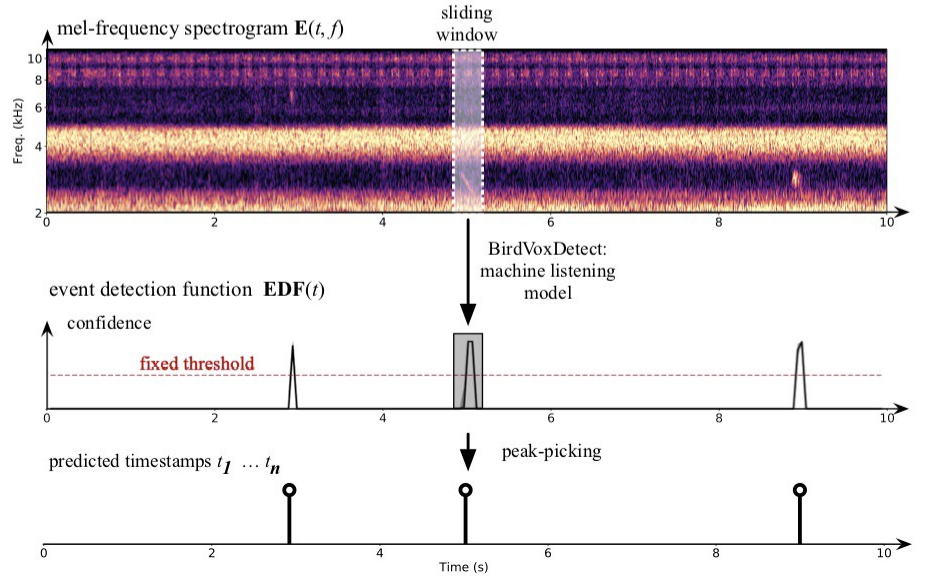 sliding
window
mel-frequency spectrogram E(t, f)
Freq. (kHz)
10
8
6
4
2
0 2 4 6 8 10
BirdVoxDetect:
machine listening
model
event detection function EDF(t)
confidence
fixed threshold
0 2 4 6 8 10
peak-picking
predicted timestamps t1 … tn
0 2 4 6 8 10
Time (s)